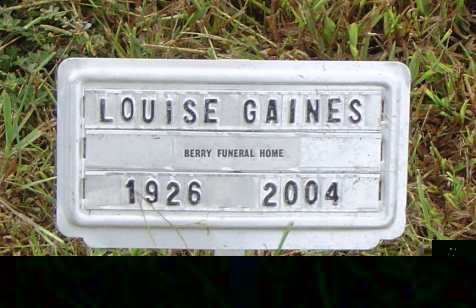 LOUiSE GAINES
BERRY FUNERAL HOME
1926 2004